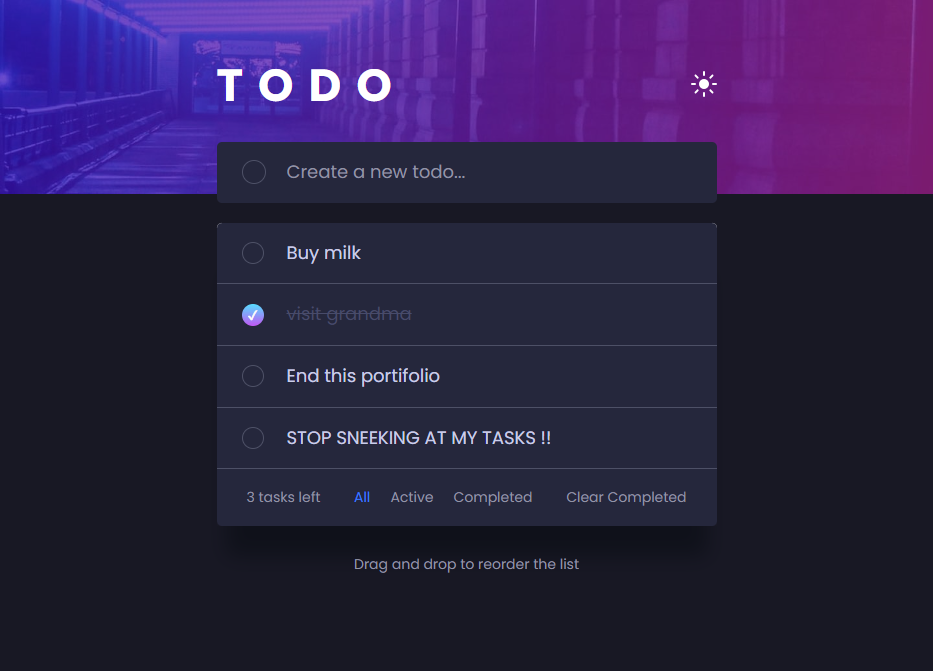 TODO
Create a new todo...
Buy milk
visit grandma
End this portifolio
STOP SNEEKING AT MY TASKS !!
3 tasks left All Active Completed Clear Completed
Drag and drop to reorder the list